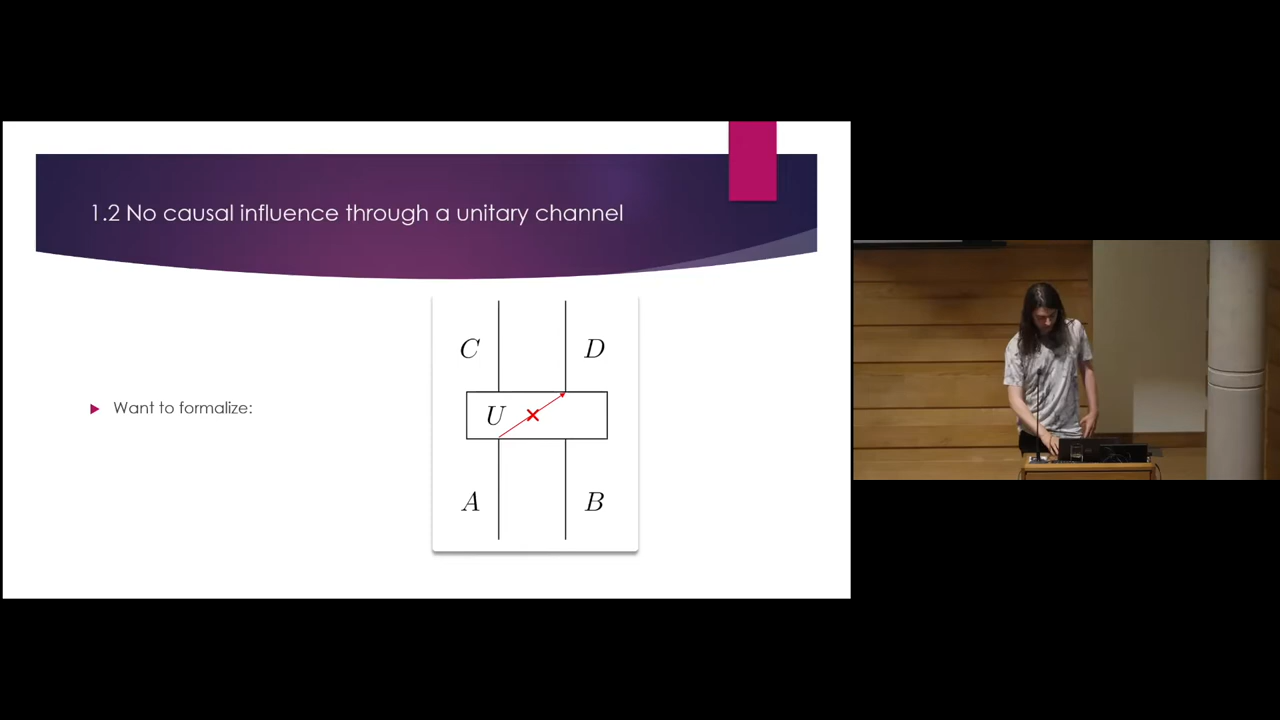 1.2 No causal influence through a unitary channel
C D
Want to formalize:
U
A B